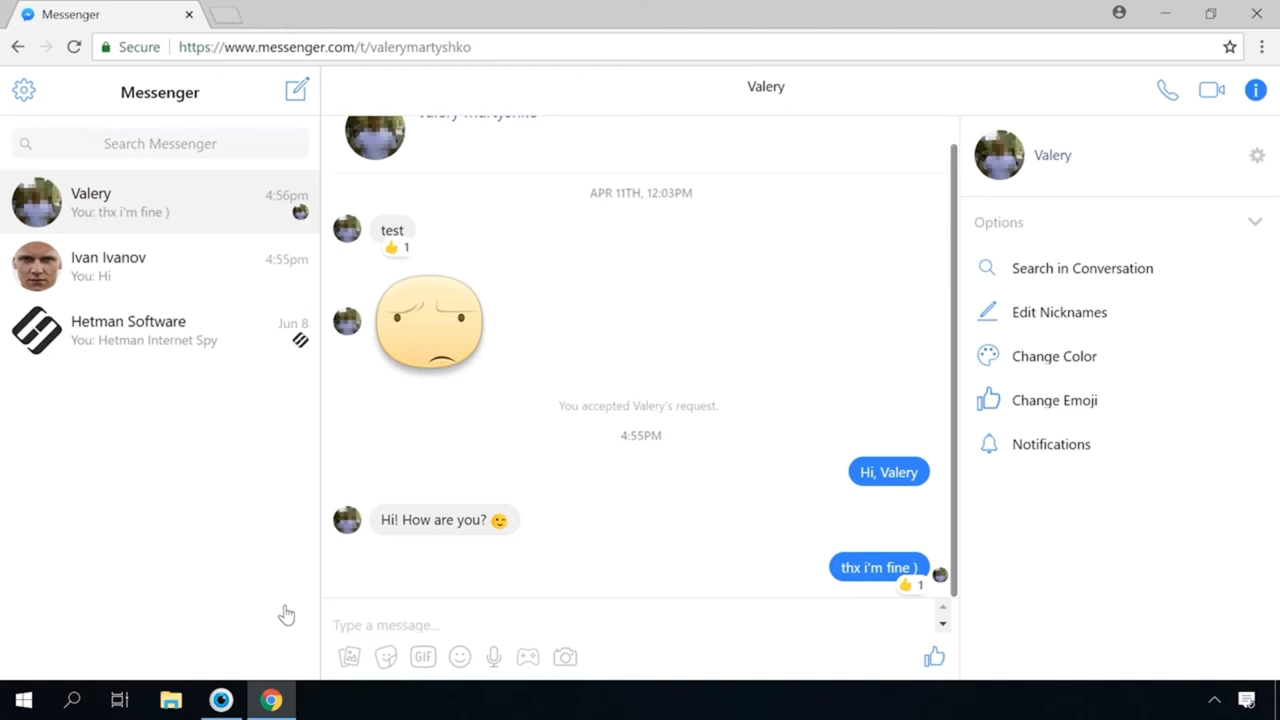 Messenger
Secure
https://www.messenger.com/t/valerymartyshko
Messenger
Search Messenger
Valery
4:56pm
You: thx i'm fine )
Ivan Ivanov
4:55pm
You: Hi
Hetman Software
Jun 8
You: Hetman Internet Spy
Valery
APR 11TH, 12:03PM
test
1
You accepted Valery's request.
4:55PM
Hi, Valery
Hi! How are you?
thx i'm fine )
1
Type a message...
GIF
Valery
Options
Search in Conversation
Edit Nicknames
Change Color
Change Emoji
Notifications